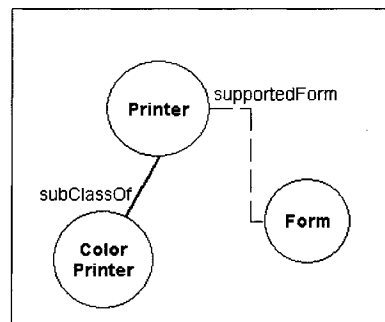 supportedForm
Printer
subClassOf
Form
Color
Printer